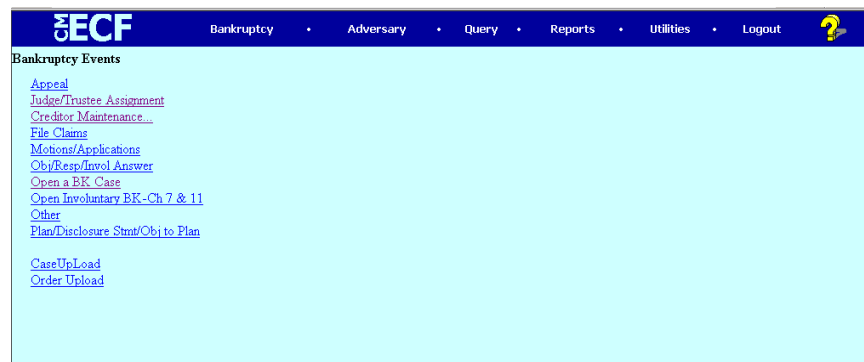 CM ECF Bankruptcy • Adversary • Query • Reports • Utilities • Logout ?
Bankruptcy Events
Appeal
Judge/Trustee Assignment
Creditor Maintenance...
File Claims
Motions/Applications
Obj/Resp/Invol Answer
Open a BK Case
Open Involuntary BK-Ch 7 & 11
Other
Plan/Disclosure Stmt/Obj to Plan
CaseUpLoad
Order Upload